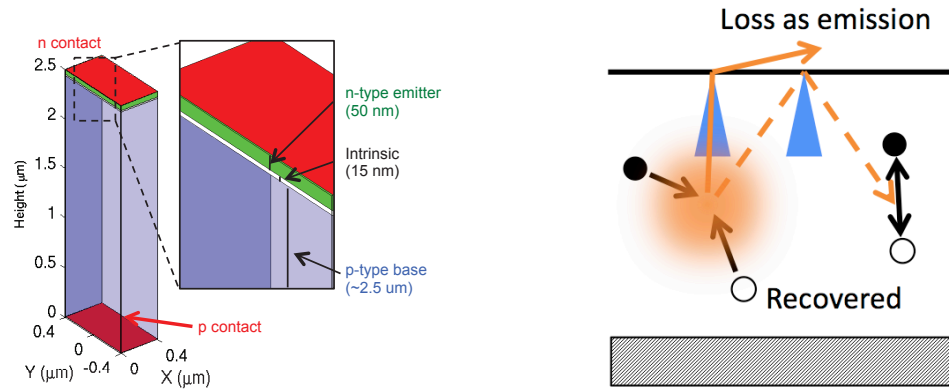 n contact
2.5
2
1.5
1
0.5
0
Height (μm)
0.4
0
-0.4
Y (μm)
0
0.4
X (μm)
p contact
n-type emitter
(50 nm)
Intrinsic
(15 nm)
p-type base
(~2.5 um)
Loss as emission
Recovered